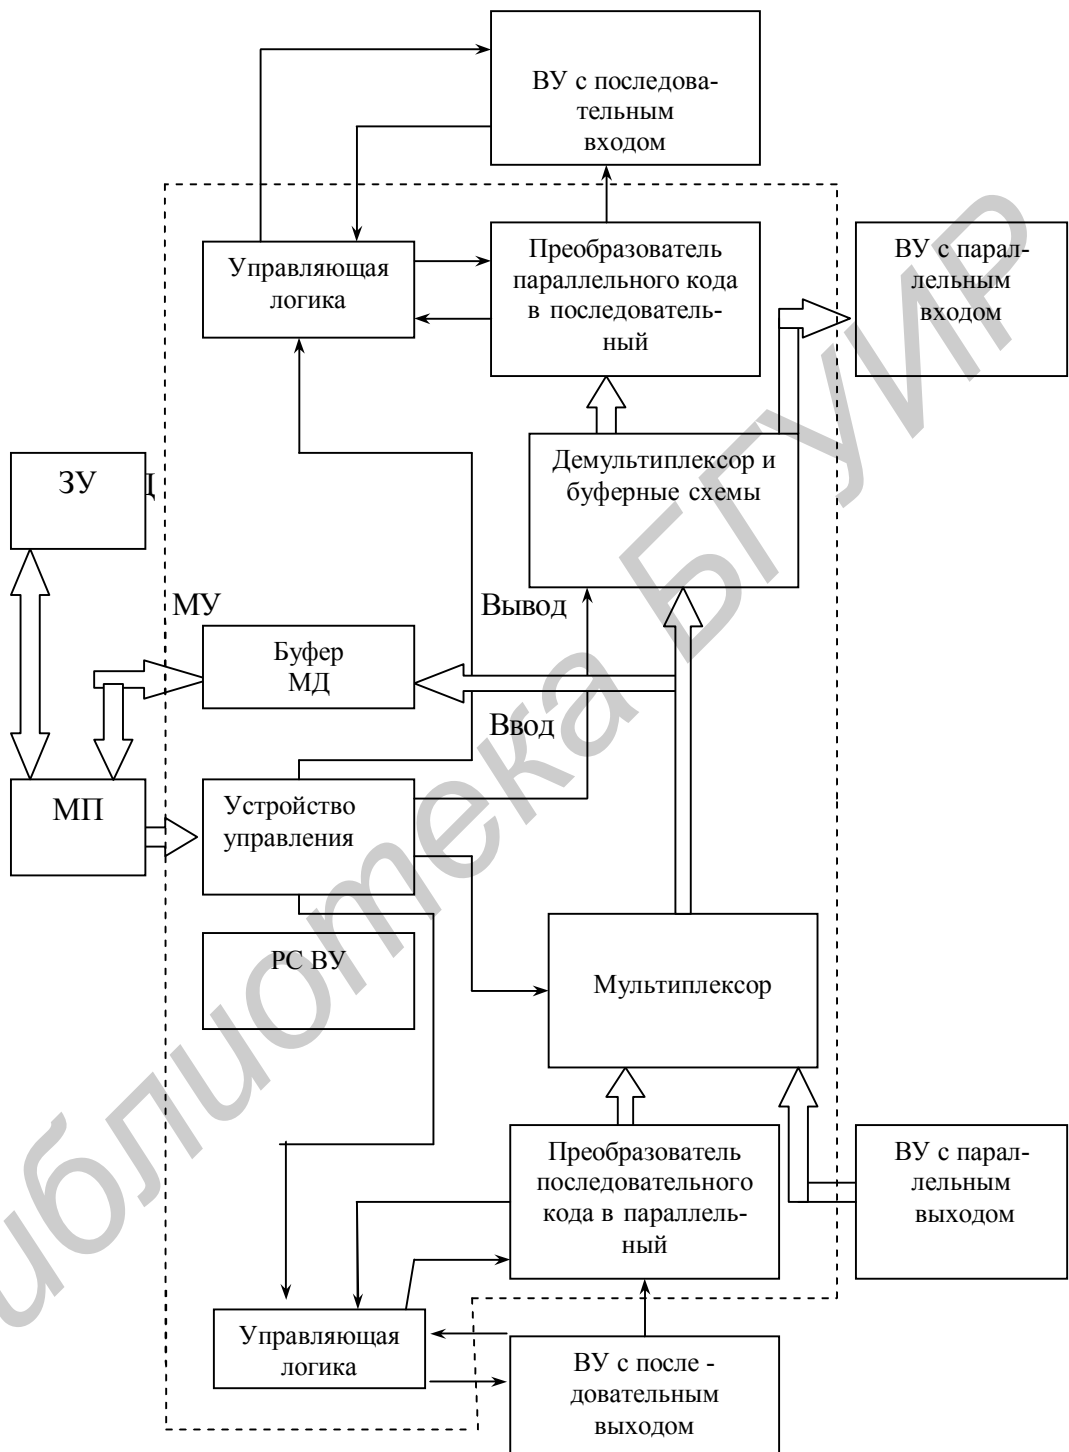 ВУ с последова-
тельным
входом
Управляющая
логика
Преобразователь
параллельного кода
в последователь-
ный
ВУ с парал-
лельным
входом
Демультиплексор и
буферные схемы
ЗУ
МУ
Вывод
Буфер
МД
Ввод
МП
Устройство
управления
РС ВУ
Мультиплексор
Преобразователь
последовательного
кода в параллель-
ный
ВУ с парал-
лельным
выходом
Управляющая
логика
ВУ с после -
довательным
выходом
иблиотека БГУИР